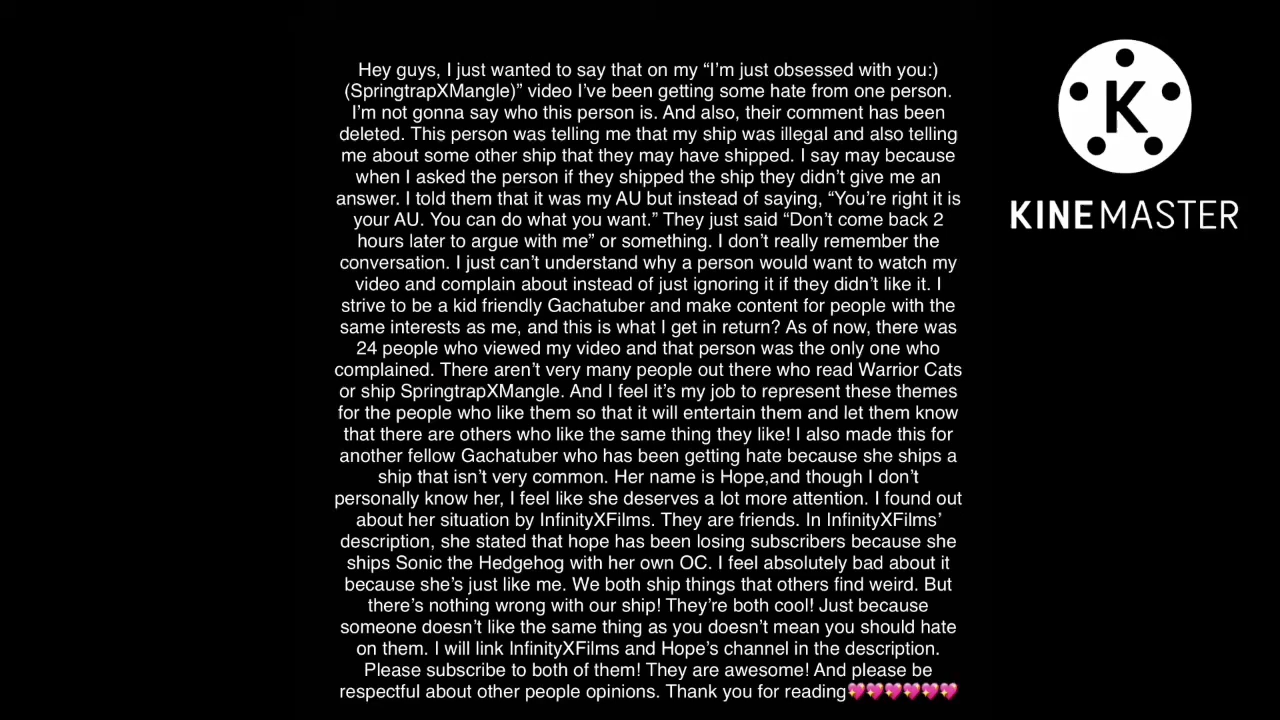 Hey guys, I just wanted to say that on my “I’m just obsessed with you:)
(SpringtrapXMangle)” video I’ve been getting some hate from one person.
I’m not gonna say who this person is. And also, their comment has been
deleted. This person was telling me that my ship was illegal and also telling
me about some other ship that they may have shipped. I say may because
when I asked the person if they shipped the ship they didn’t give me an
answer. I told them that it was my AU but instead of saying, “You’re right it is
your AU. You can do what you want.” They just said “Don’t come back 2
hours later to argue with me” or something. I don’t really remember the
conversation. I just can’t understand why a person would want to watch my
video and complain about instead of just ignoring it if they didn’t like it. I
strive to be a kid friendly Gachatuber and make content for people with the
same interests as me, and this is what I get in return? As of now, there was
24 people who viewed my video and that person was the only one who
complained. There aren’t very many people out there who read Warrior Cats
or ship SpringtrapXMangle. And I feel it’s my job to represent these themes
for the people who like them so that it will entertain them and let them know
that there are others who like the same thing they like! I also made this for
another fellow Gachatuber who has been getting hate because she ships a
ship that isn’t very common. Her name is Hope,and though I don’t
personally know her, I feel like she deserves a lot more attention. I found out
about her situation by InfinityXFilms. They are friends. In InfinityXFilms’
description, she stated that hope has been losing subscribers because she
ships Sonic the Hedgehog with her own OC. I feel absolutely bad about it
because she’s just like me. We both ship things that others find weird. But
there’s nothing wrong with our ship! They’re both cool! Just because
someone doesn’t like the same thing as you doesn’t mean you should hate
on them. I will link InfinityXFilms and Hope’s channel in the description.
Please subscribe to both of them! They are awesome! And please be
respectful about other people opinions. Thank you for reading💖💖💖💖💖💖
K
KINEMASTER